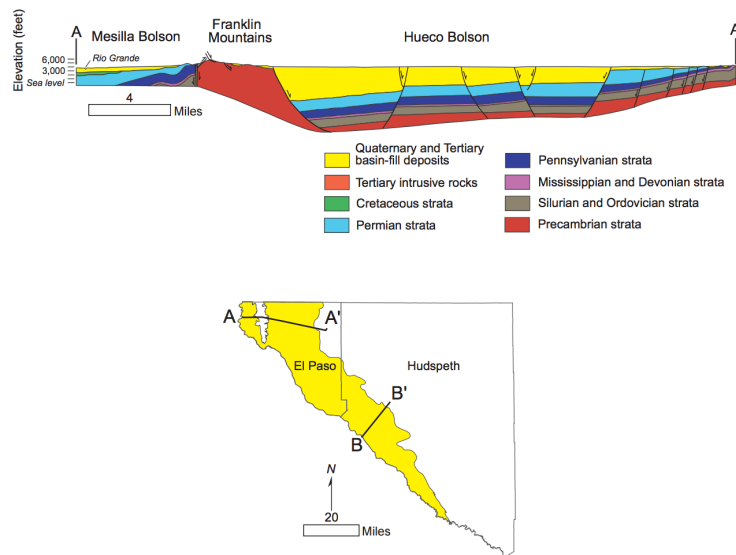 A
Mesilla Bolson
Franklin
Mountains
Hueco Bolson
A
Elevation (feet)
6,000
3,000
Sea level
Rio Grande
4
Miles
Quaternary and Tertiary
basin-fill deposits
Tertiary intrusive rocks
Cretaceous strata
Permian strata
Pennsylvanian strata
Mississippian and Devonian strata
Silurian and Ordovician strata
Precambrian strata
A
A'
El Paso
Hudspeth
B'
B
N
20
Miles